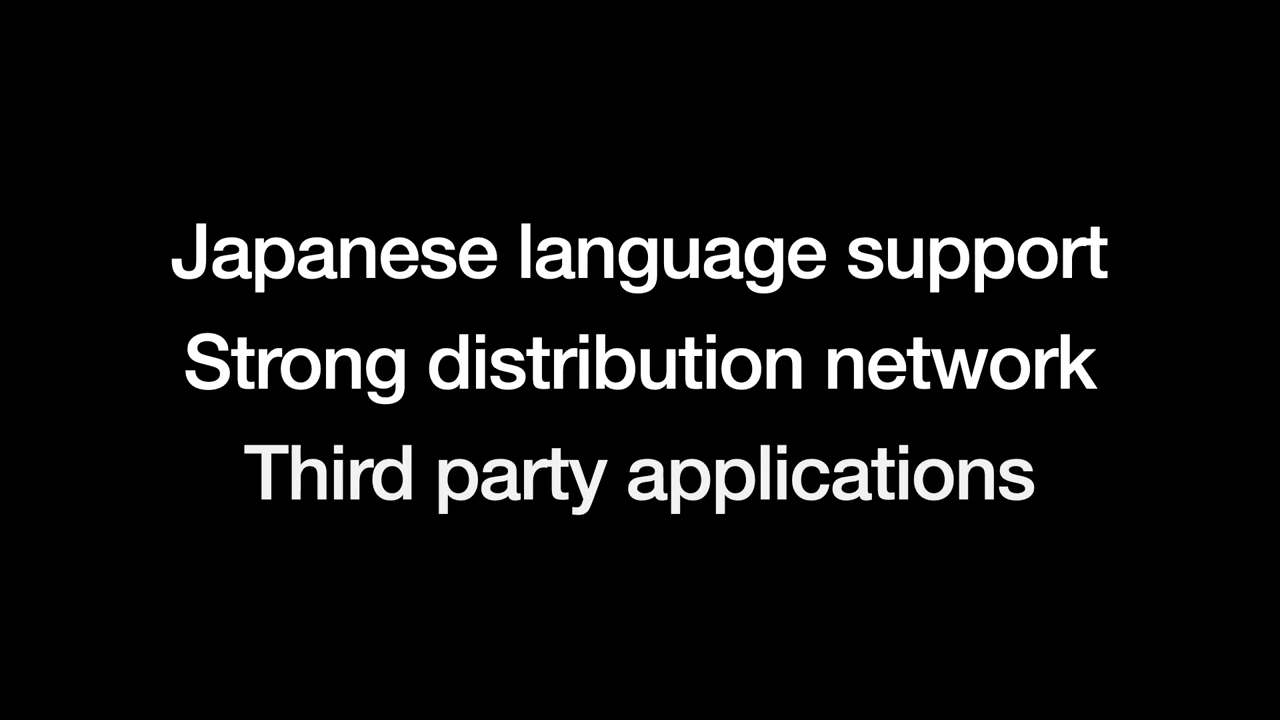 Japanese language support
Strong distribution network
Third party applications